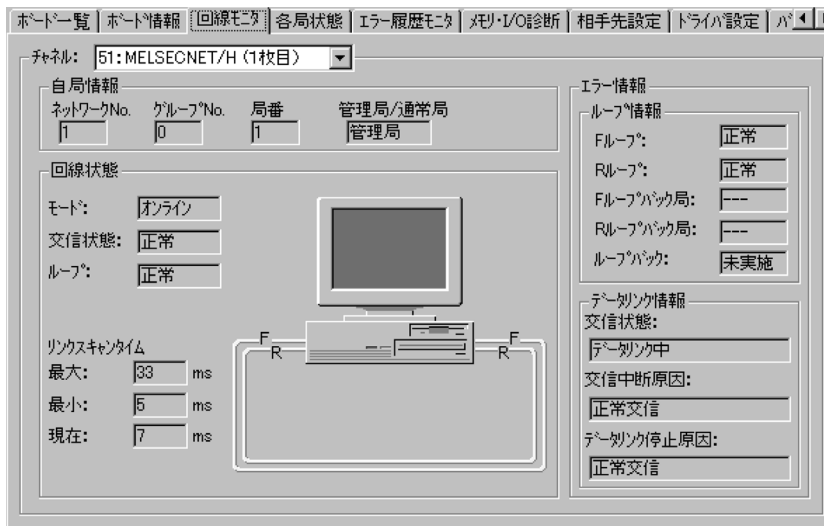 ﾎﾞｰﾄﾞ一覧 ﾎﾞｰﾄﾞ情報 回線ﾓﾆﾀ 各局状態 ｴﾗｰ履歴ﾓﾆﾀ ﾒﾓﾘ・I/O診断 相手先設定 ﾄﾞﾗｲﾊﾞ設定
ﾁｬﾈﾙ: 51:MELSECNET/H (1枚目)
自局情報
ﾈｯﾄﾜｰｸNo. ｸﾞﾙｰﾌﾟNo. 局番 管理局/通常局
1 0 1 管理局
回線状態
ﾓｰﾄﾞ: ｵﾝﾗｲﾝ
交信状態: 正常
ﾙｰﾌﾟ: 正常
ﾘﾝｸｽｷｬﾝﾀｲﾑ
最大: 33 ms
最小: 5 ms
現在: 7 ms
F R
F R
ｴﾗｰ情報
ﾙｰﾌﾟ情報
Fﾙｰﾌﾟ: 正常
Rﾙｰﾌﾟ: 正常
Fﾙｰﾌﾟﾊﾞｯｸ局: ---
Rﾙｰﾌﾟﾊﾞｯｸ局: ---
ﾙｰﾌﾟﾊﾞｯｸ: 未実施
ﾃﾞｰﾀﾘﾝｸ情報
交信状態:
ﾃﾞｰﾀﾘﾝｸ中
交信中断原因:
正常交信
ﾃﾞｰﾀﾘﾝｸ停止原因:
正常交信